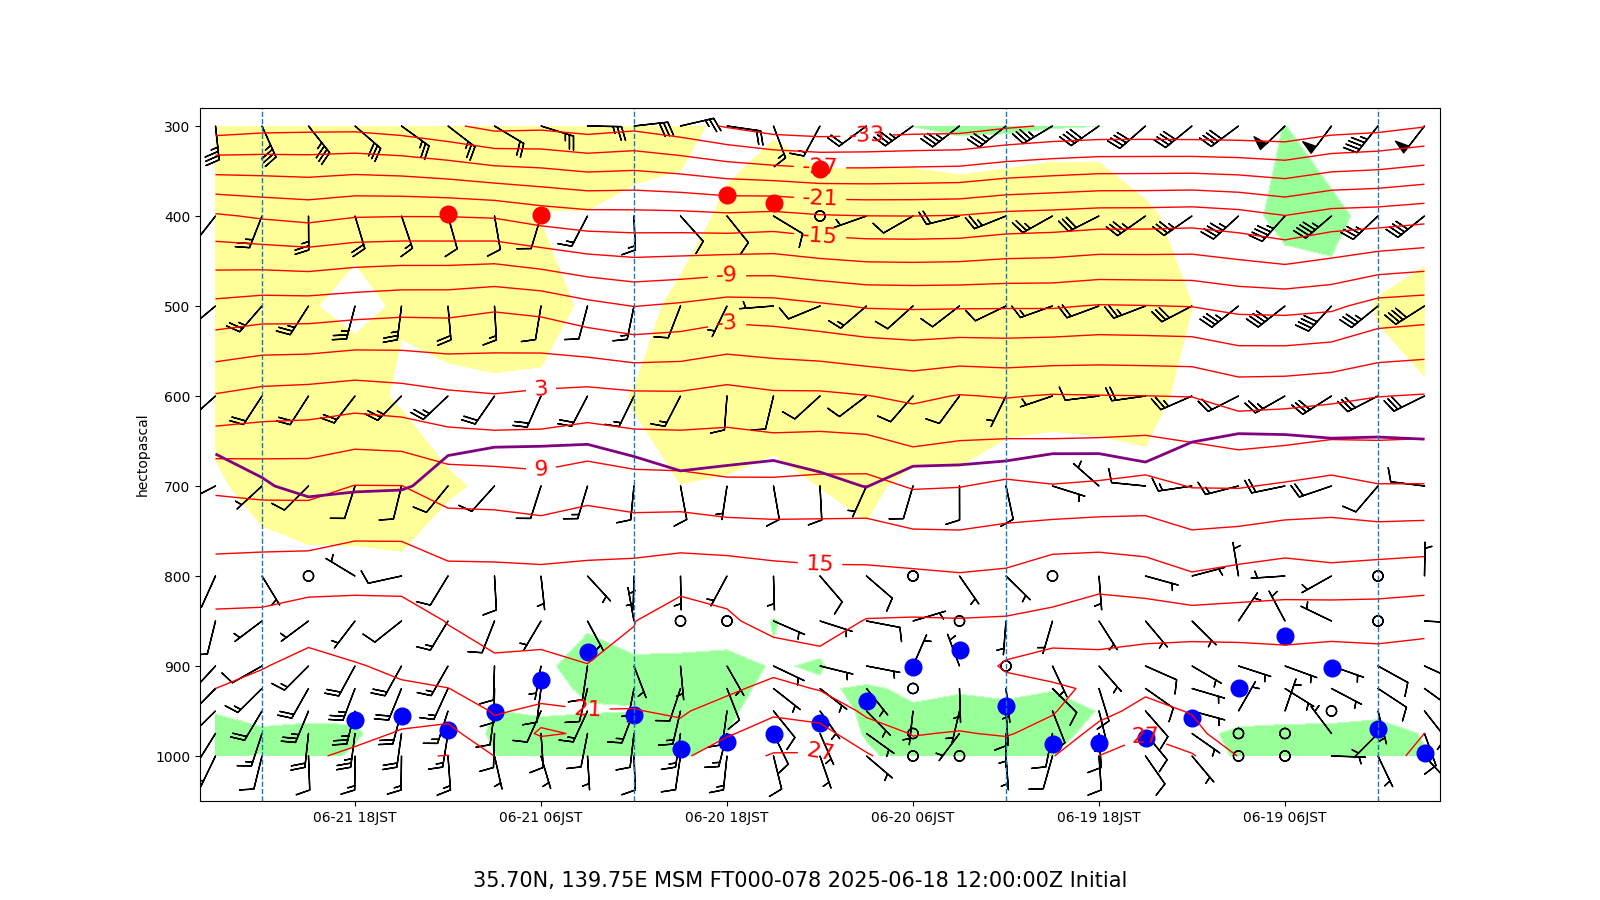 300
400
500
600
700
800
900
1000
hectopascal
-33
-27
-21
-15
-9
-3
3
9
15
21
27
27
06-21 18JST
06-21 06JST
06-20 18JST
06-20 06JST
06-19 18JST
06-19 06JST
35.70N, 139.75E MSM FT000-078 2025-06-18 12:00:00Z Initial